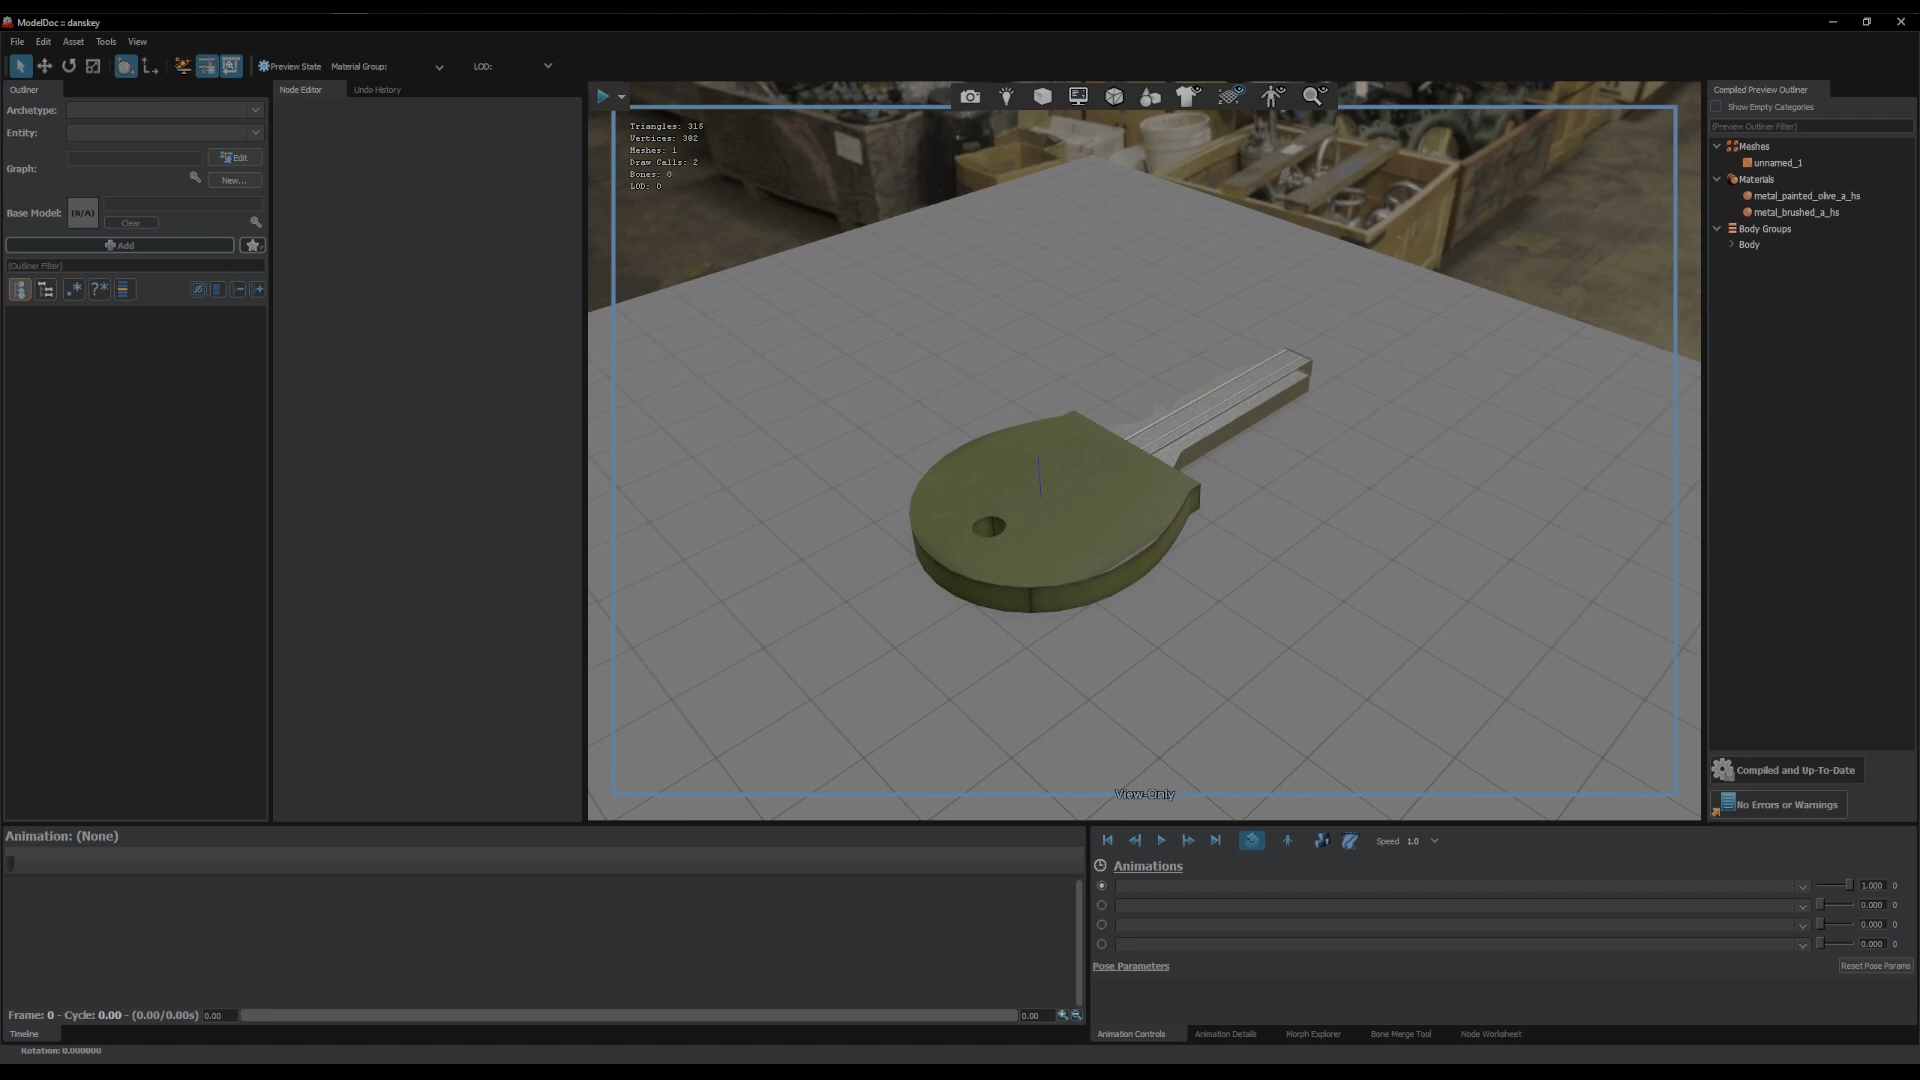 ModelDoc :: danskey
File Edit Asset Tools View
Preview State Material Group: LOD:
Outliner
Archetype:
Entity:
Graph:
Edit
New...
Base Model:
(N/A)
Clear
Add
(Outliner Filter)
.*
?*
Node Editor Undo History
Triangles: 315
Vertices: 382
Meshes: 1
Draw Calls: 2
Bones: 0
LOD: 0
View-Only
Compiled Preview Outliner
Show Empty Categories
(Preview Outliner Filter)
Meshes
unnamed_1
Materials
metal_painted_olive_a_hs
metal_brushed_a_hs
Body Groups
Body
Compiled and Up-To-Date
No Errors or Warnings
Animation: (None)
Frame: 0 - Cycle: 0.00 - (0.00/0.00s) 0.00 0.00
Timeline
Rotation: 0.000000
Speed 1.0
Animations
1.000 0
0.000 0
0.000 0
0.000 0
Pose Parameters
Reset Pose Params
Animation Controls Animation Details Morph Explorer Bone Merge Tool Node Worksheet